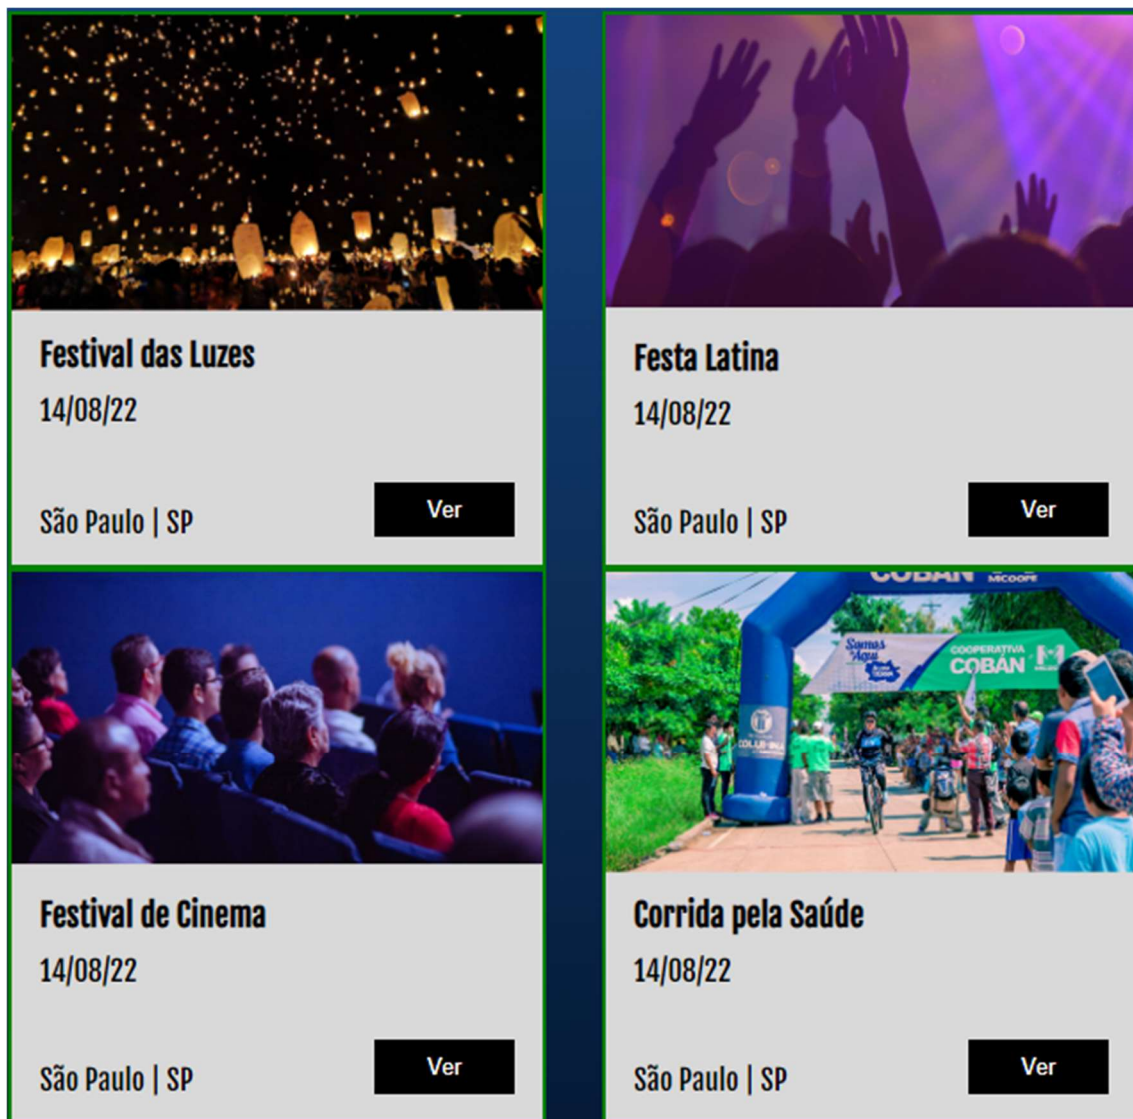 Festival das Luzes
14/08/22
São Paulo | SP
Ver
Festa Latina
14/08/22
São Paulo | SP
Ver
Festival de Cinema
14/08/22
São Paulo | SP
Ver
COBAN
MICOOPE
Somos
COOPERATIVA
COBÁN
Corrida pela Saúde
14/08/22
São Paulo | SP
Ver